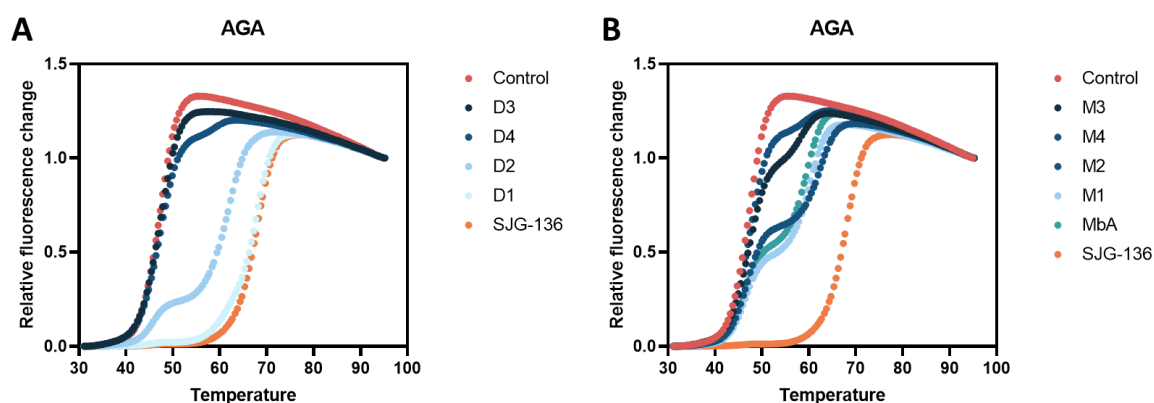 A
AGA
Relative fluorescence change
1.5
1.0
0.5
0.0
30 40 50 60 70 80 90 100
Temperature
Control
D3
D4
D2
D1
SJG-136
B
AGA
Relative fluorescence change
1.5
1.0
0.5
0.0
30 40 50 60 70 80 90 100
Temperature
Control
M3
M4
M2
M1
MbA
SJG-136